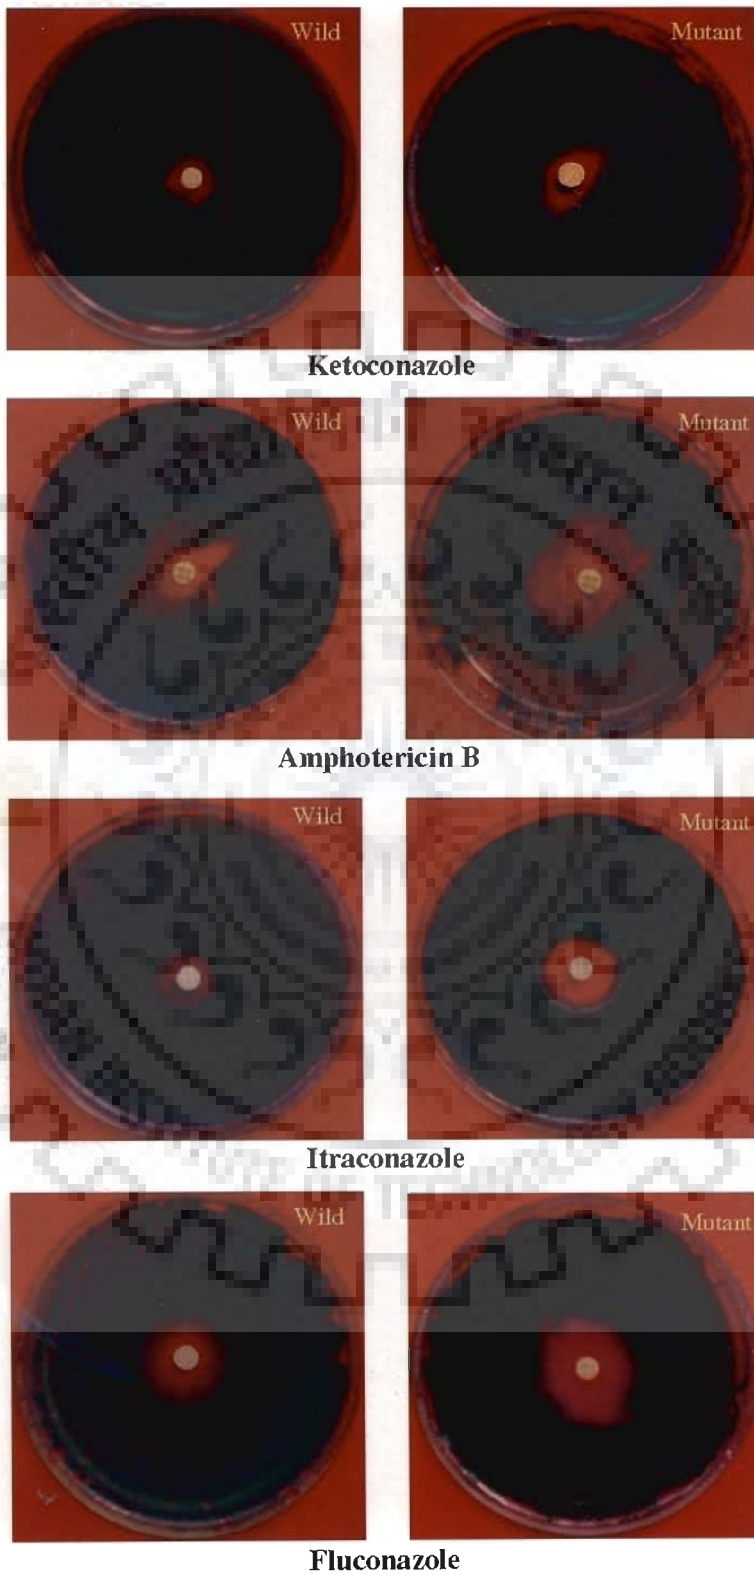 Wild Mutant
Ketoconazole
Wild Mutant
Amphotericin B
Wild Mutant
Itraconazole
Wild Mutant
Fluconazole